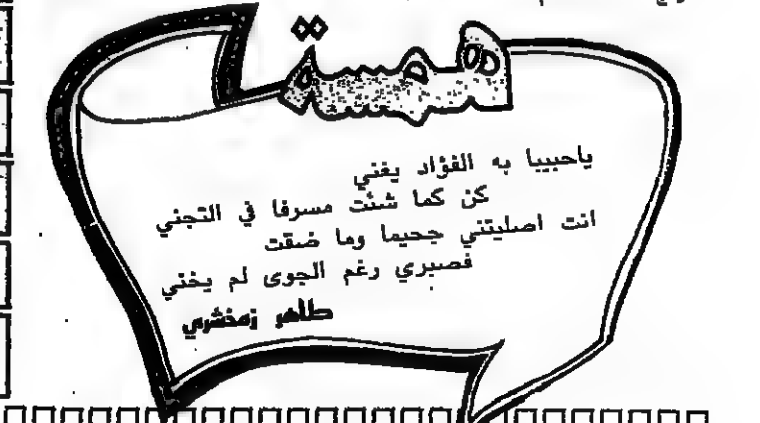 همسة
ياحبيبا به الفؤاد يغني
كن كما شئت مسرفا في التجني
انت اصليتني جحيما وما ضقت
فصبري رغم الجوى لم يخني
طاهر زمخشري